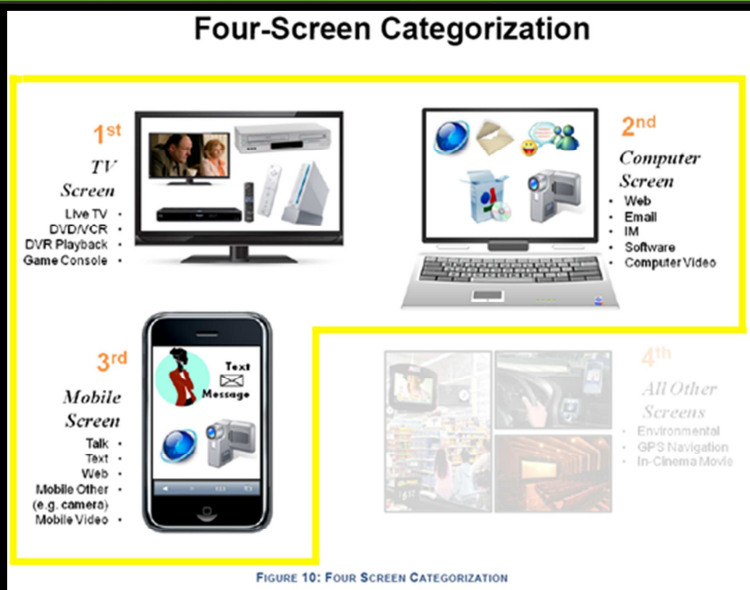 Four-Screen Categorization
1st
TV
Screen
Live TV
DVD/VCR
DVR Playback
Game Console
2nd
Computer
Screen
Web
Email
IM
Software
Computer Video
3rd
Mobile
Screen
Talk
Text
Web
Mobile Other
(e.g. camera)
Mobile Video
Text
Message
4th
All Other
Screens
Environmental
GPS Navigation
In-Cinema Movie
FIGURE 10: FOUR SCREEN CATEGORIZATION